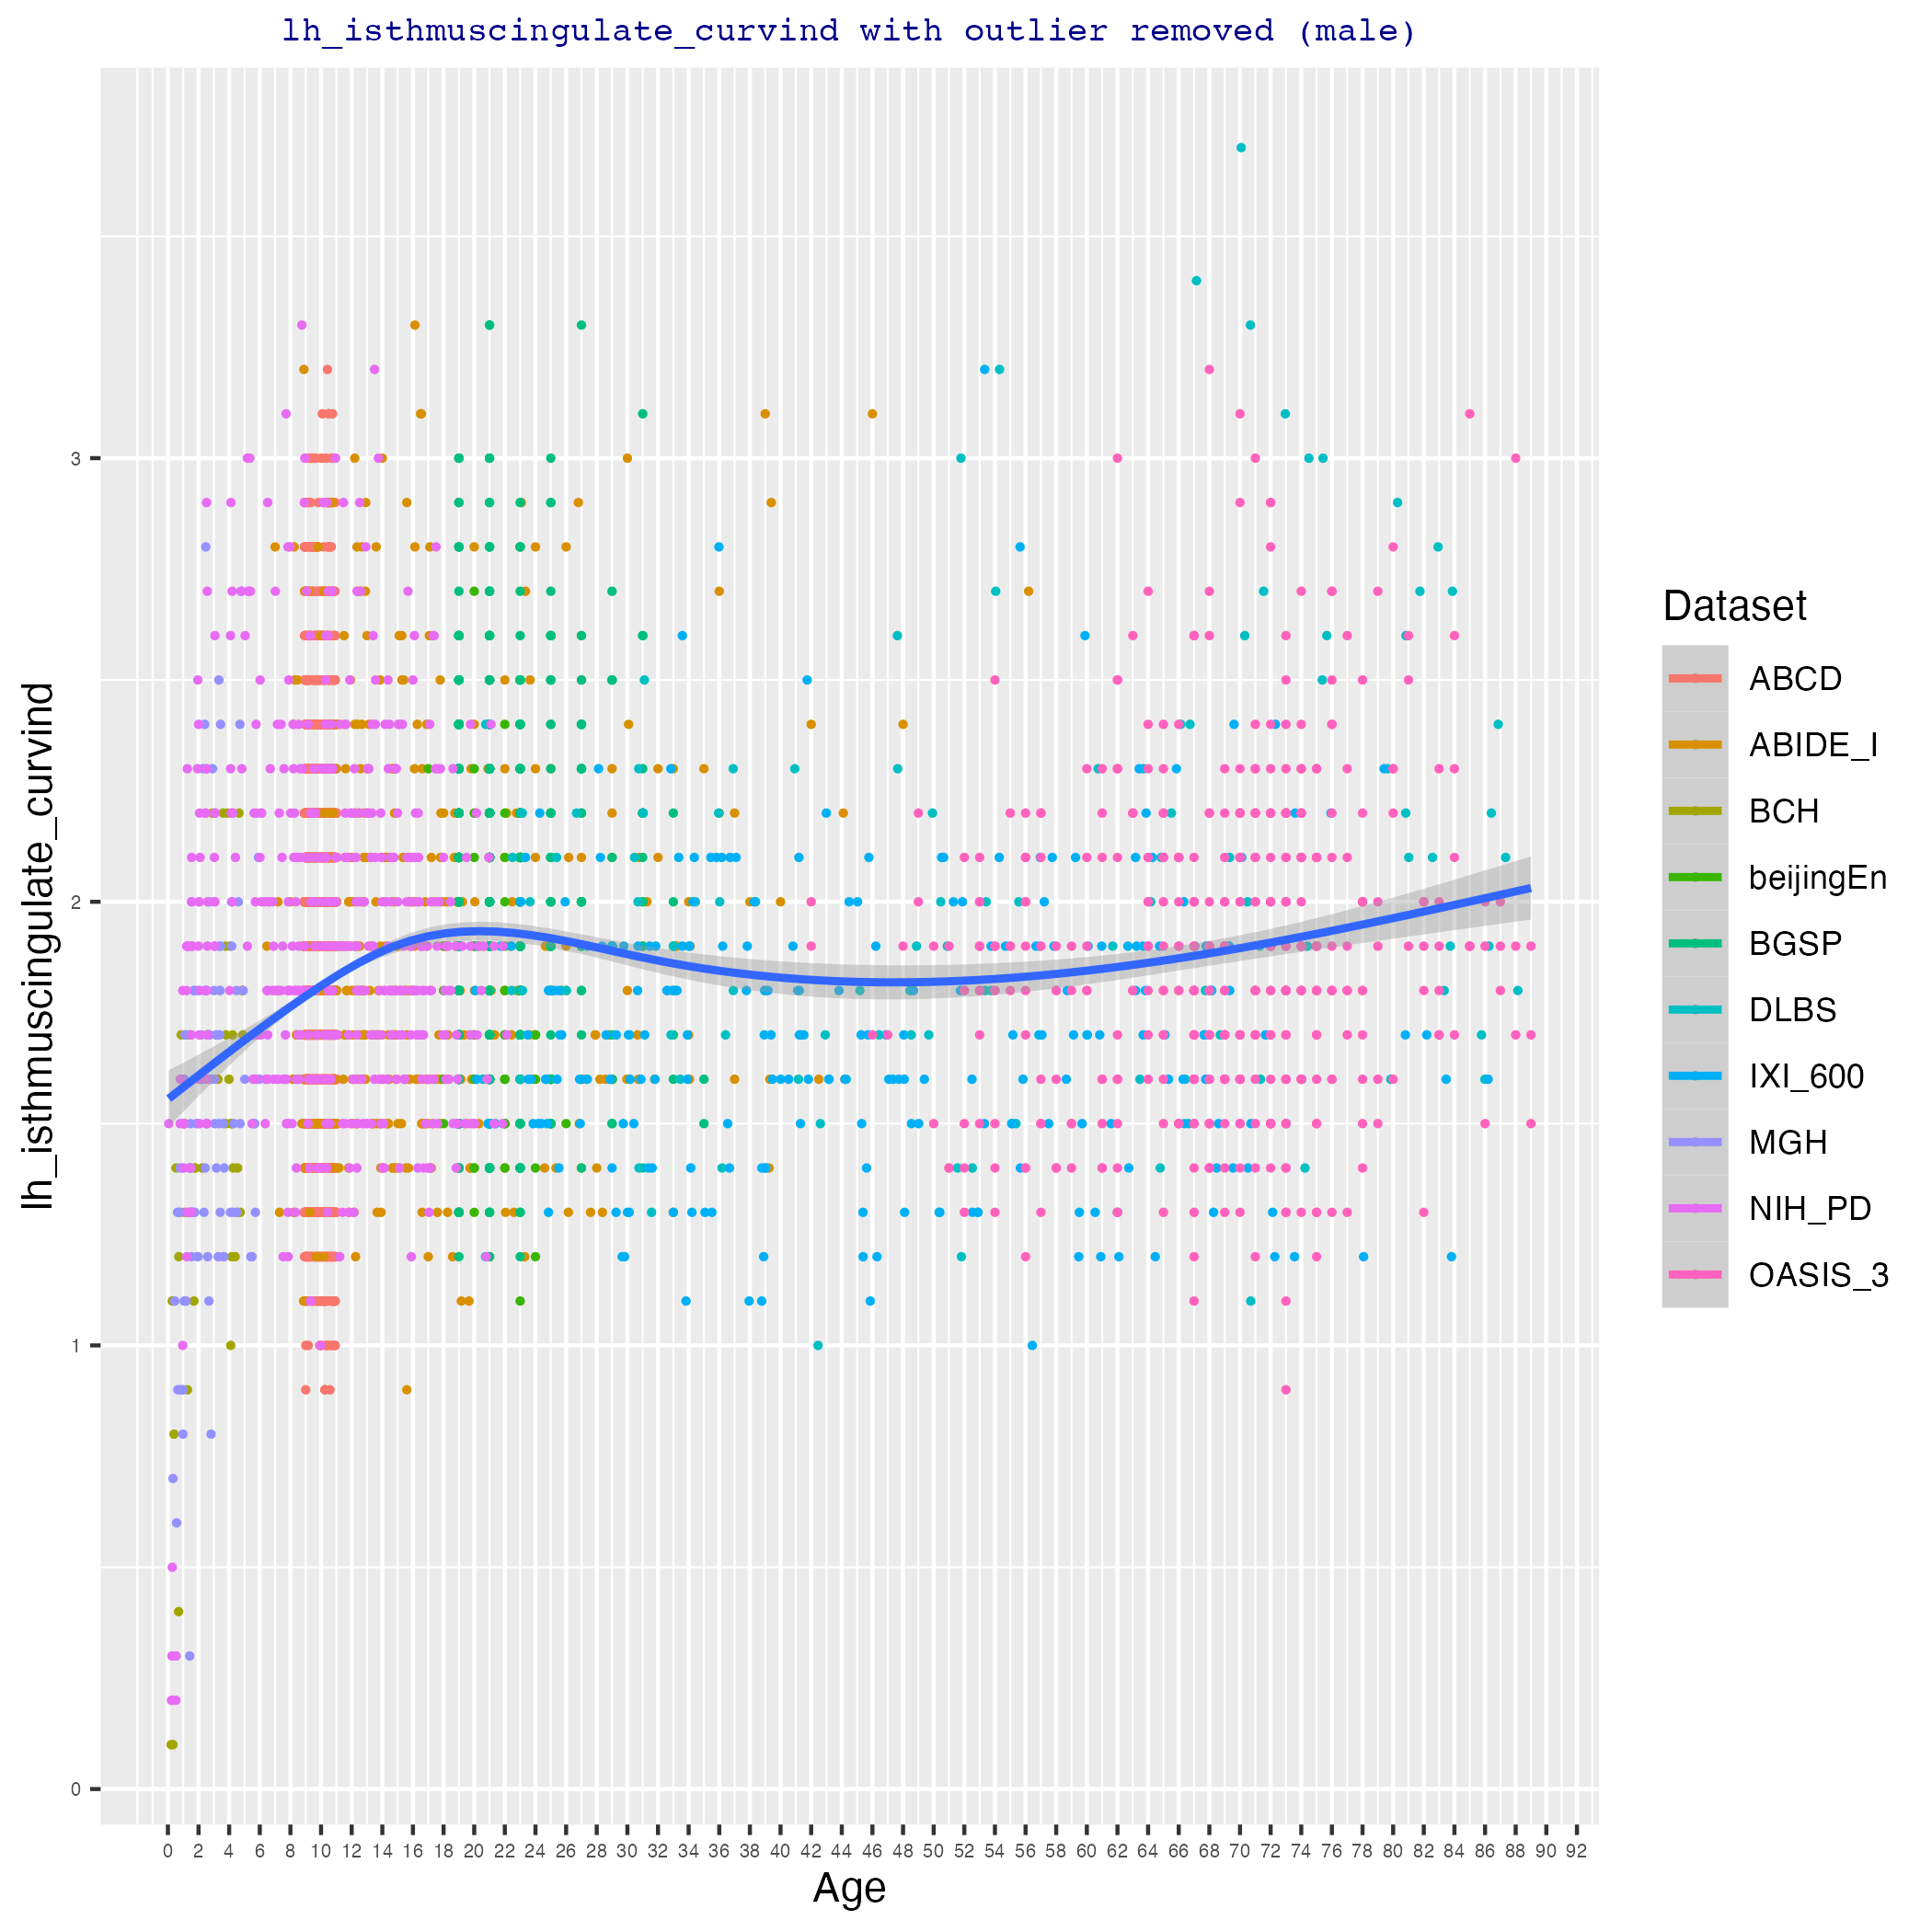 lh_isthmuscingulate_curvind with outlier removed (male)
lh_isthmuscingulate_curvind
3
2
1
0
0 2 4 6 8 10 12 14 16 18 20 22 24 26 28 30 32 34 36 38 40 42 44 46 48 50 52 54 56 58 60 62 64 66 68 70 72 74 76 78 80 82 84 86 88 90 92
Age
Dataset
ABCD
ABIDE_I
BCH
beijingEn
BGSP
DLBS
IXI_600
MGH
NIH_PD
OASIS_3